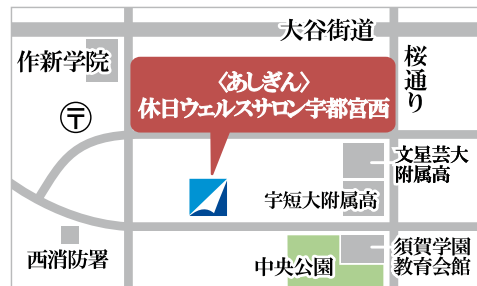 大谷街道
作新学院
桜通り
〈あしぎん〉
休日ウェルスサロン宇都宮西
〒
文星芸大
附属高
宇短大附属高
西消防署
中央公園
須賀学園
教育会館